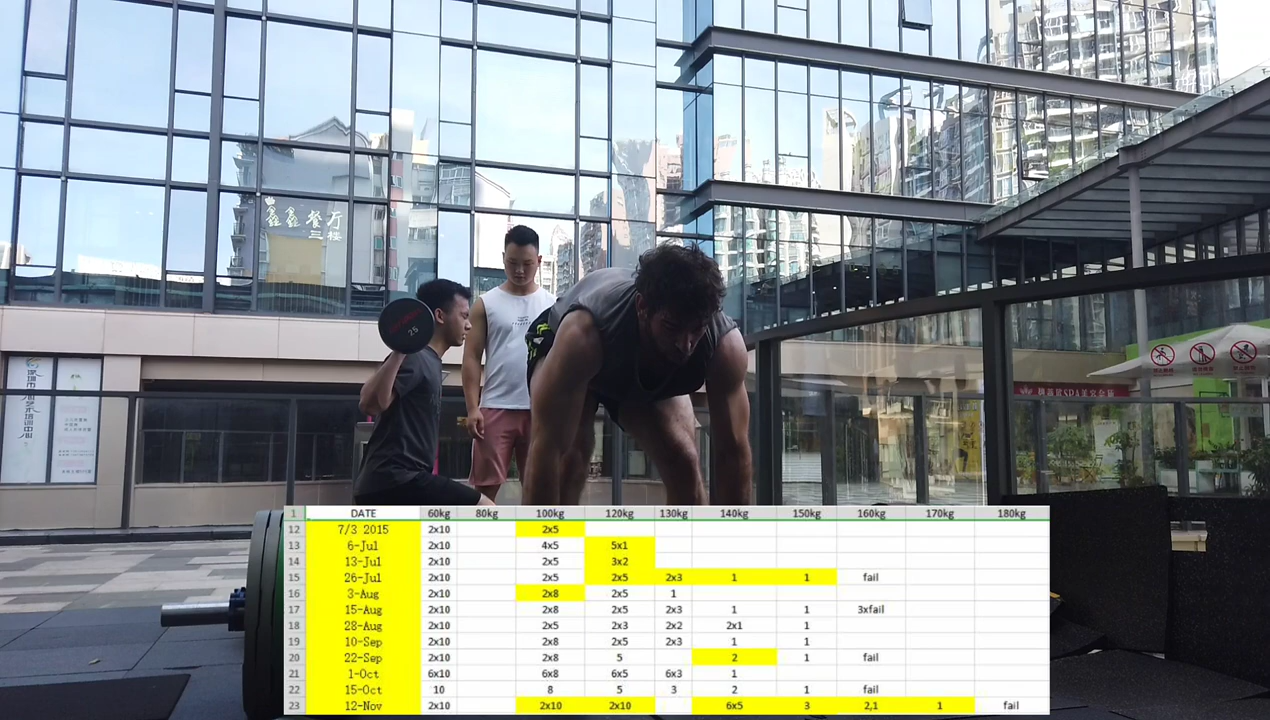 鑫鑫餐厅
三楼
25
1 DATE 60kg 80kg 100kg 120kg 130kg 140kg 150kg 160kg 170kg 180kg
12 7/3 2015 2x10 2x5
13 6-Jul 2x10 4x5 5x1
14 13-Jul 2x10 2x5 3x2
15 26-Jul 2x10 2x5 2x5 2x3 1 1 fail
16 3-Aug 2x10 2x8 2x5 1
17 15-Aug 2x10 2x8 2x5 2x3 1 1 3xfail
18 28-Aug 2x10 2x5 2x3 2x2 2x1 1
19 10-Sep 2x10 2x8 2x5 2x3 1 1
20 22-Sep 2x10 2x8 5 2 1 fail
21 1-Oct 6x10 6x8 6x5 6x3 1
22 15-Oct 10 8 5 3 2 1 fail
23 12-Nov 2x10 2x10 2x10 6x5 3 2,1 1 fail